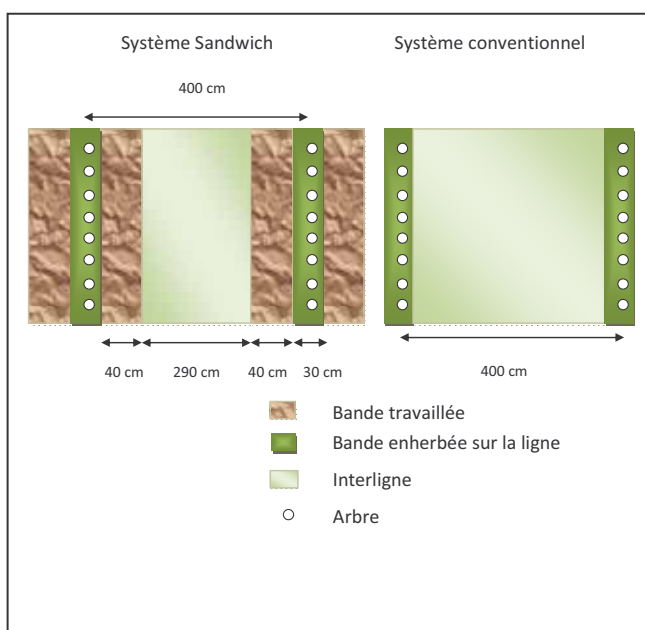 Système Sandwich
Système conventionnel
400 cm
40 cm
290 cm
40 cm
30 cm
400 cm
Bande travaillée
Bande enherbée sur la ligne
Interligne
Arbre